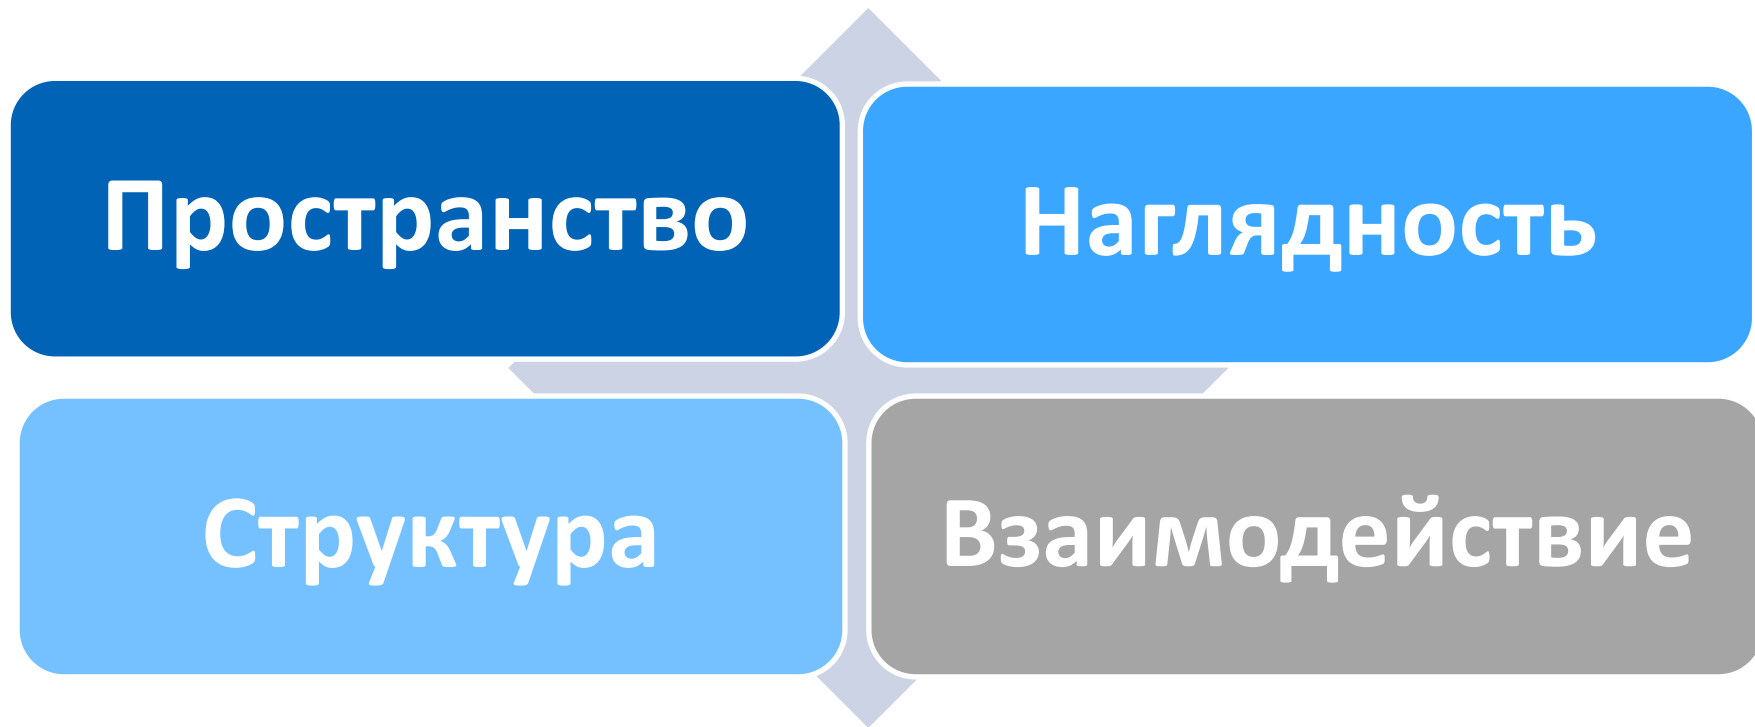 Пространство
Наглядность
Структура
Взаимодействие